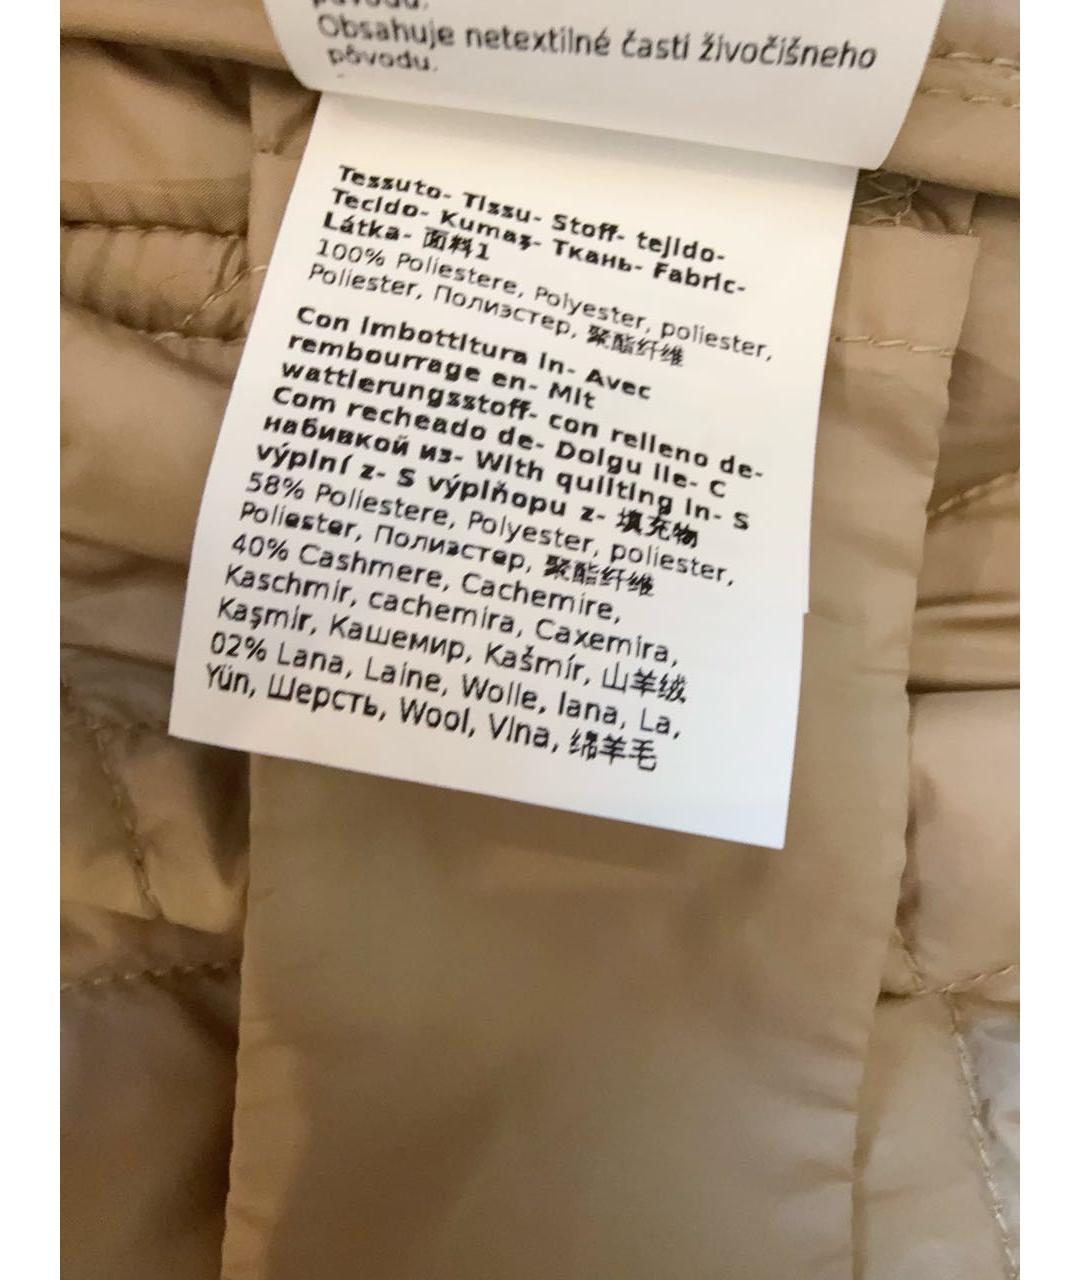 Obsahuje netextilné časti živočíšneho
pôvodu.
Tessuto- Tissu- Stoff- tejido-
Tecido- Kumaş- Ткань- Fabric-
Látka- 面料1
100% Poliestere, Polyester, poliester,
Poliester, Полиэстер, 聚酯纤维
Con imbottitura in- Avec
rembourrage en- Mit
wattierungsstoff- con relleno de-
Com recheado de- Dolgu ile- C
набивкой из- With quilting in- S
výplní z- S výplňopu z- 填充物
58% Poliestere, Polyester, poliester,
Poliester, Полиэстер, 聚酯纤维
40% Cashmere, Cachemire,
Kaschmir, cachemira, Caxemira,
Kaşmir, Кашемир, Kašmír, 山羊绒
02% Lana, Laine, Wolle, lana, La,
Yün, Шерсть, Wool, Vlna, 绵羊毛